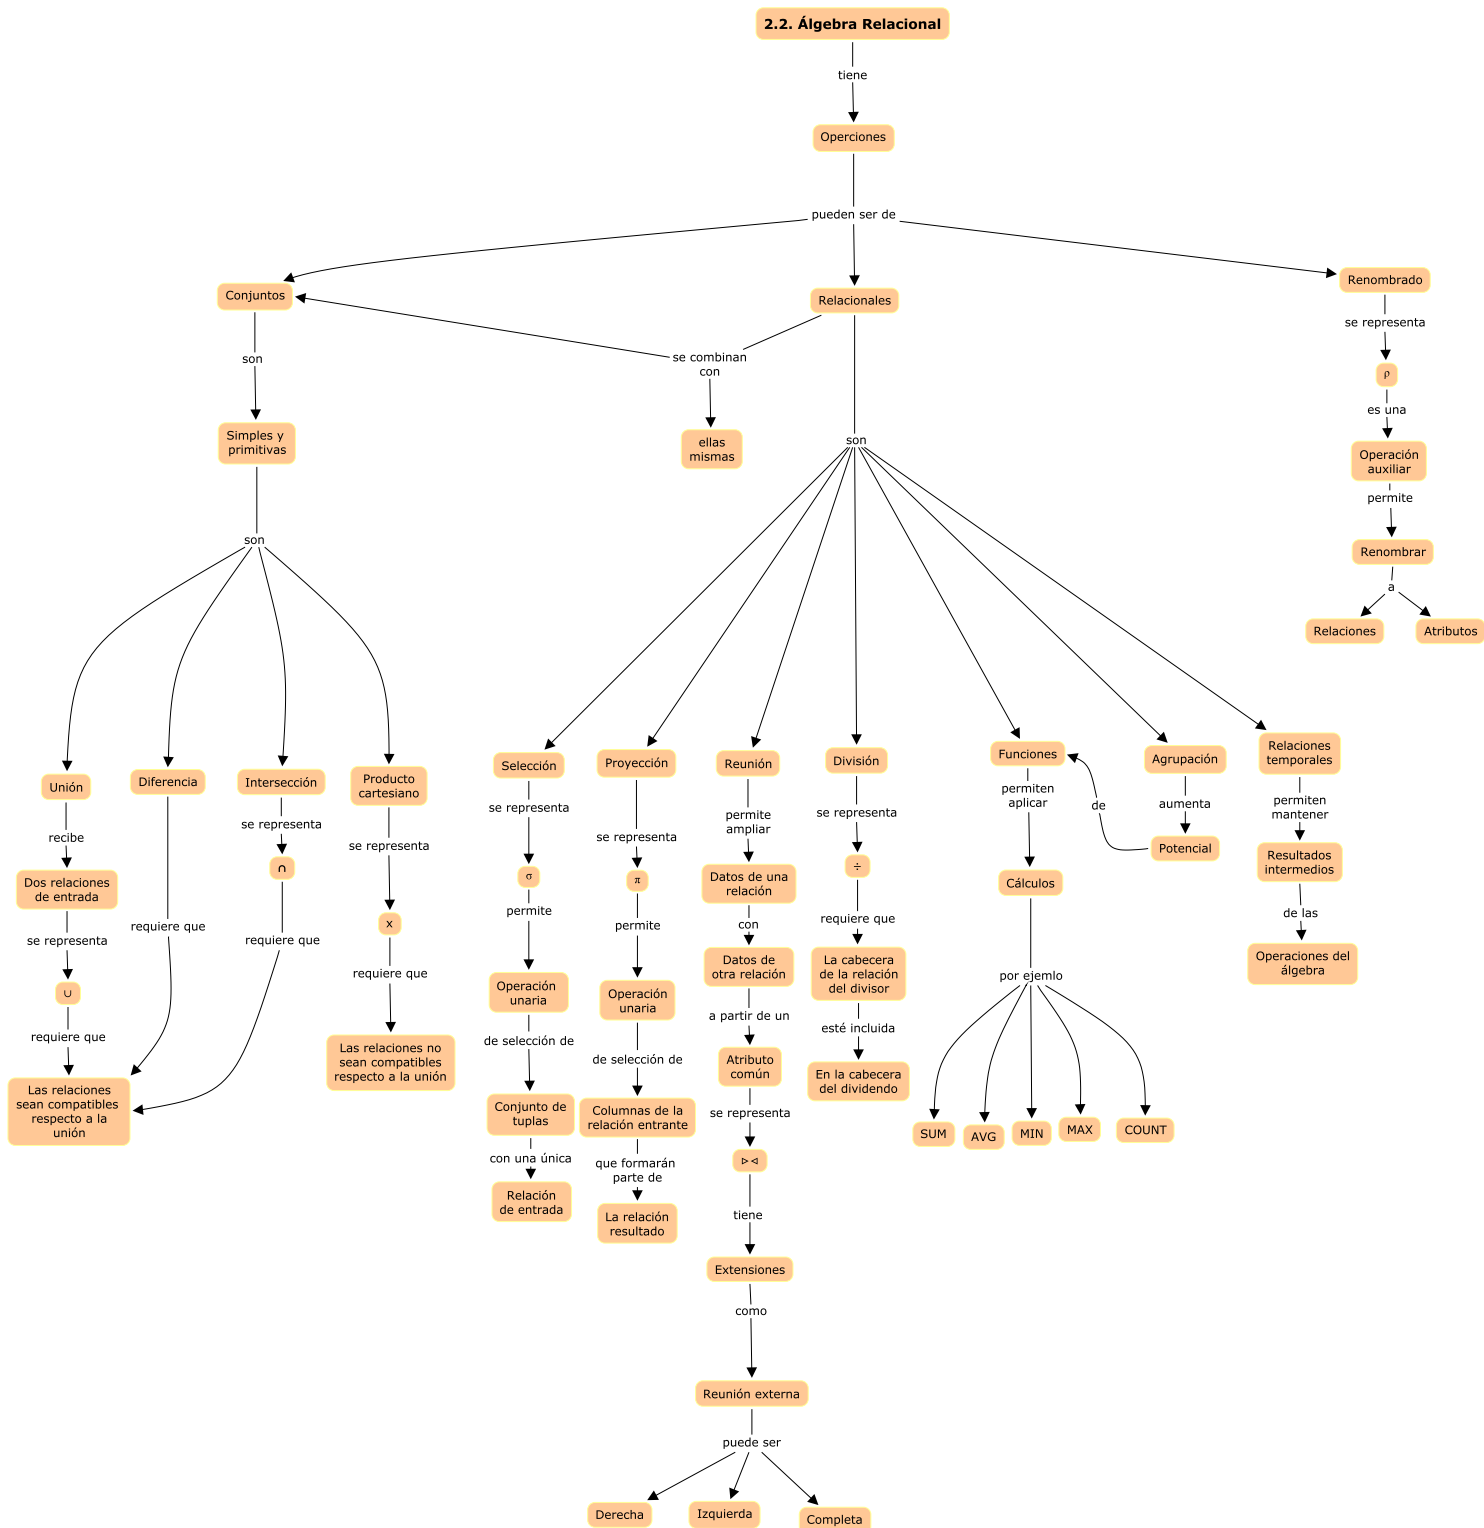 2.2. Álgebra Relacional
tiene
Operciones
pueden ser de
Conjuntos
son
Simples y
primitivas
son
Unión
recibe
Dos relaciones
de entrada
se representa
∪
requiere que
Las relaciones
sean compatibles
respecto a la
unión
Diferencia
requiere que
Intersección
se representa
∩
requiere que
Producto
cartesiano
se representa
x
requiere que
Las relaciones no
sean compatibles
respecto a la unión
Relacionales
se combinan
con
ellas
mismas
son
Selección
se representa
σ
permite
Operación
unaria
de selección de
Conjunto de
tuplas
con una única
Relación
de entrada
Proyección
se representa
π
permite
Operación
unaria
de selección de
Columnas de la
relación entrante
que formarán
parte de
La relación
resultado
Reunión
permite
ampliar
Datos de una
relación
con
Datos de
otra relación
a partir de un
Atributo
común
se representa
⊳⊲
tiene
Extensiones
como
Reunión externa
puede ser
Derecha
Izquierda
Completa
División
se representa
÷
requiere que
La cabecera
de la relación
del divisor
esté incluida
En la cabecera
del dividendo
Funciones
permiten
aplicar
Cálculos
por ejemlo
SUM
AVG
MIN
MAX
COUNT
Agrupación
aumenta
Potencial
de
Relaciones
temporales
permiten
mantener
Resultados
intermedios
de las
Operaciones del
álgebra
Renombrado
se representa
ρ
es una
Operación
auxiliar
permite
Renombrar
a
Relaciones
Atributos